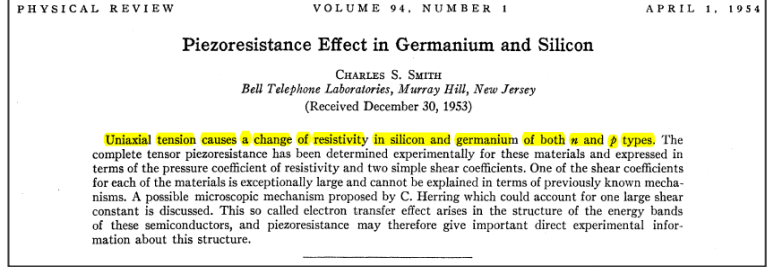 PHYSICAL REVIEW VOLUME 94, NUMBER 1 APRIL 1, 1954
Piezoresistance Effect in Germanium and Silicon
CHARLES S. SMITH
Bell Telephone Laboratories, Murray Hill, New Jersey
(Received December 30, 1953)
Uniaxial tension causes a change of resistivity in silicon and germanium of both n and p types. The
complete tensor piezoresistance has been determined experimentally for these materials and expressed in
terms of the pressure coefficient of resistivity and two simple shear coefficients. One of the shear coefficients
for each of the materials is exceptionally large and cannot be explained in terms of previously known mecha-
nisms. A possible microscopic mechanism proposed by C. Herring which could account for one large shear
constant is discussed. This so called electron transfer effect arises in the structure of the energy bands
of these semiconductors, and piezoresistance may therefore give important direct experimental infor-
mation about this structure.